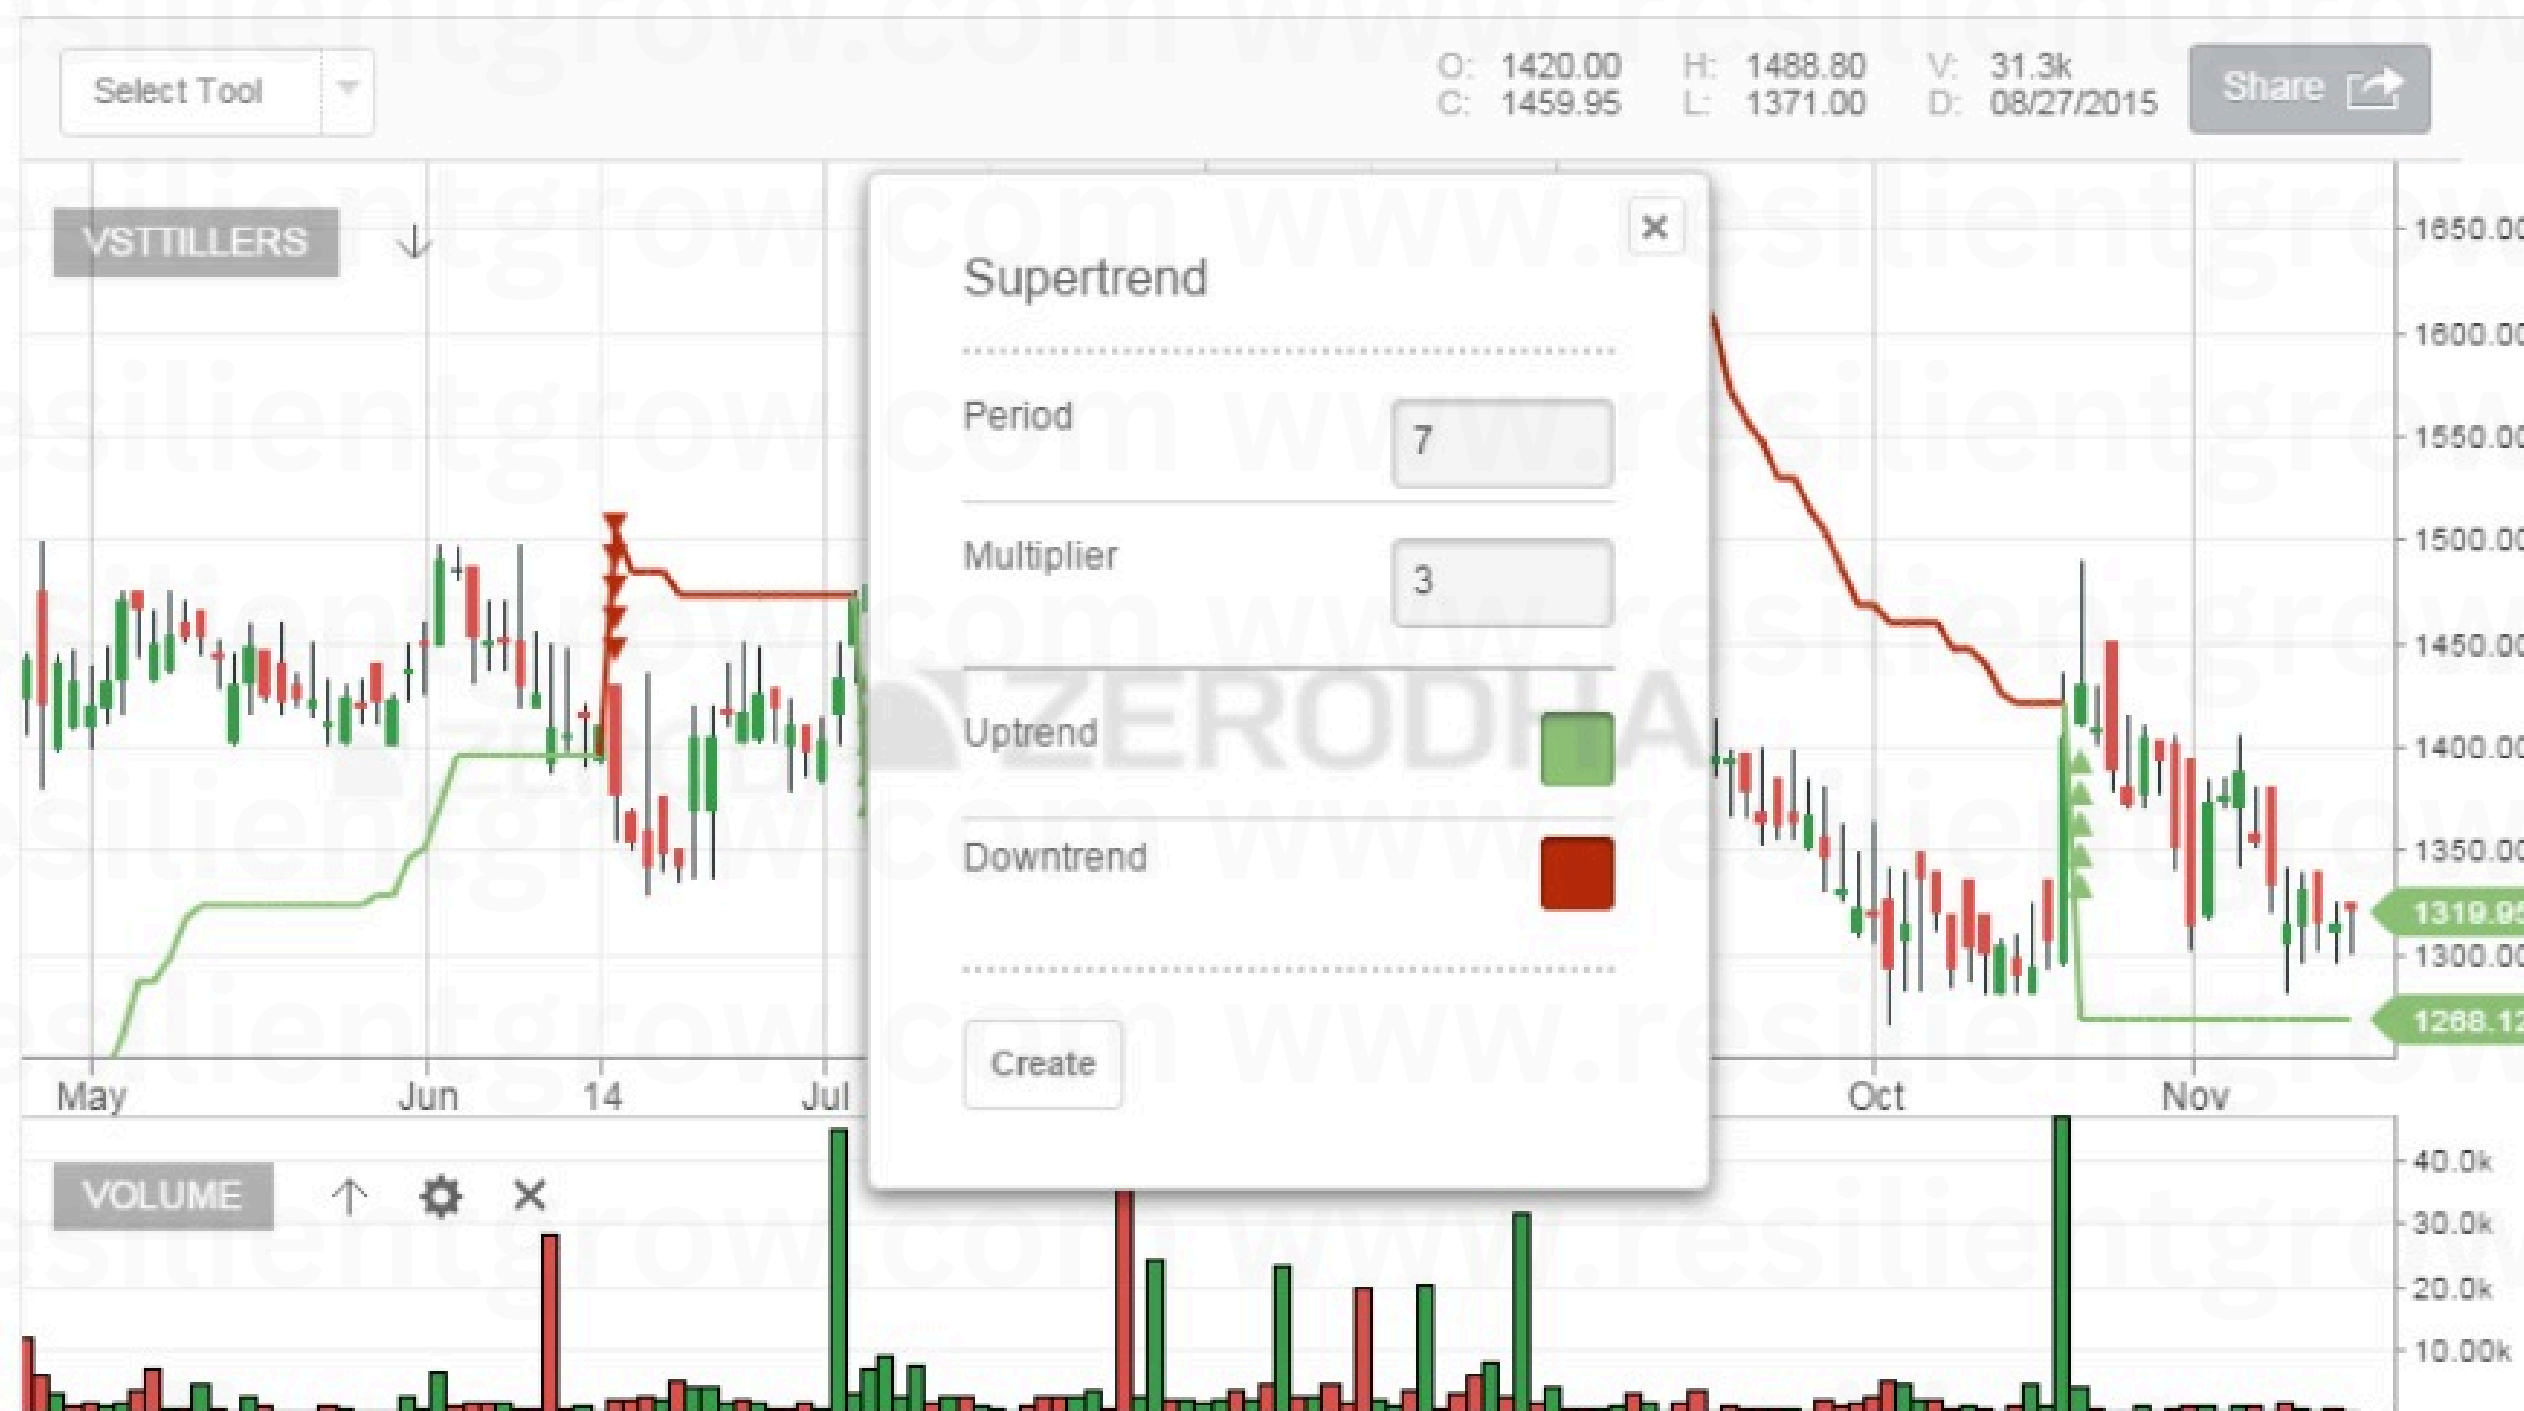 Select Tool
O: 1420.00 H: 1488.80 V: 31.3k
C: 1459.95 L: 1371.00 D: 08/27/2015
Share
VSTTILLERS
Supertrend
Period
7
Multiplier
3
Uptrend
Downtrend
Create
ZERODHA
1650.00
1600.00
1550.00
1500.00
1450.00
1400.00
1350.00
1319.95
1300.00
1268.12
May Jun 14 Jul Oct Nov
VOLUME
40.0k
30.0k
20.0k
10.00k
www.resilientgrow.com